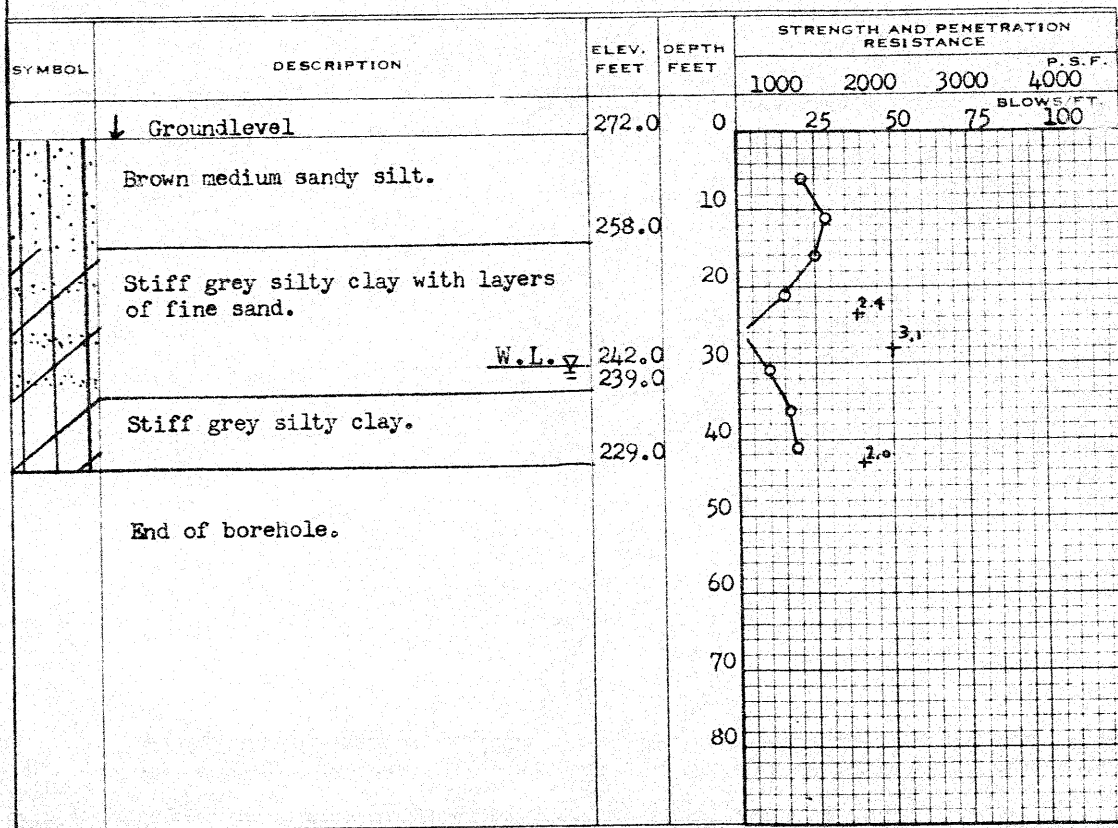 STRENGTH AND PENETRATION
RESISTANCE
SYMBOL DESCRIPTION ELEV. FEET DEPTH FEET
P.S.F.
1000 2000 3000 4000
BLOWS/FT.
↓ Groundlevel 272.0 0 25 50 75 100
Brown medium sandy silt.
10
258.0
Stiff grey silty clay with layers
of fine sand.
20
2.4
3.1
W.L. 242.0 30
239.0
Stiff grey silty clay.
40
229.0
2.0
50
End of borehole.
60
70
80